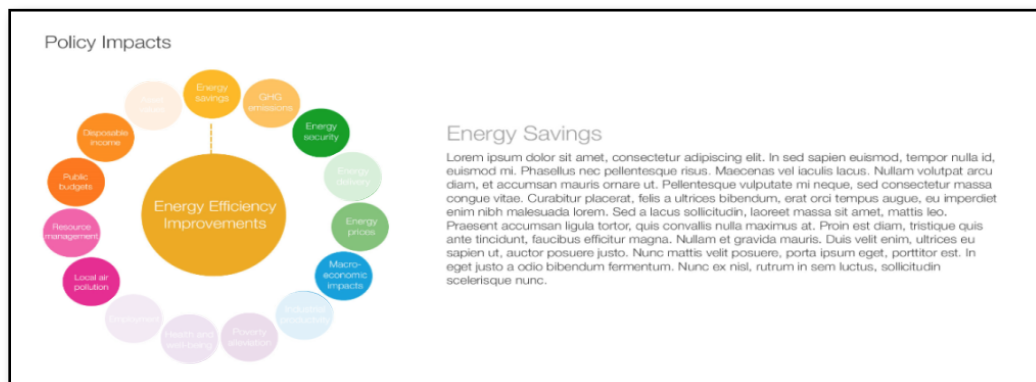 Policy Impacts
Energy
savings
GHG
emissions
Energy
security
Energy
delivery
Energy
prices
Macro-
economic
impacts
Industrial
productivity
Poverty
alleviation
Health and
well-being
Employment
Local air
pollution
Resource
management
Public
budgets
Disposable
income
Energy Efficiency
Improvements
Energy Savings
Lorem ipsum dolor sit amet, consectetur adipiscing elit. In sed sapien euismod, tempor nulla id,
euismod mi. Phasellus nec pellentesque risus. Maecenas vel iaculis lacus. Nullam volutpat arcu
diam, et accumsan mauris ornare ut. Pellentesque vulputate mi neque, sed consectetur massa
congue vitae. Curabitur placerat, felis a ultrices bibendum, erat orci tempus augue, eu imperdiet
enim nibh malesuada lorem. Sed a lacus sollicitudin, laoreet massa sit amet, mattis leo.
Praesent accumsan ligula tortor, quis convallis nulla maximus at. Proin est diam, tristique quis
ante tincidunt, faucibus efficitur magna. Nullam et gravida mauris. Duis velit enim, ultrices eu
sapien ut, auctor posuere justo. Nunc mattis velit posuere, porta ipsum eget, porttitor est. In
eget justo a odio bibendum fermentum. Nunc ex nisl, rutrum in sem luctus, sollicitudin
scelerisque nunc.